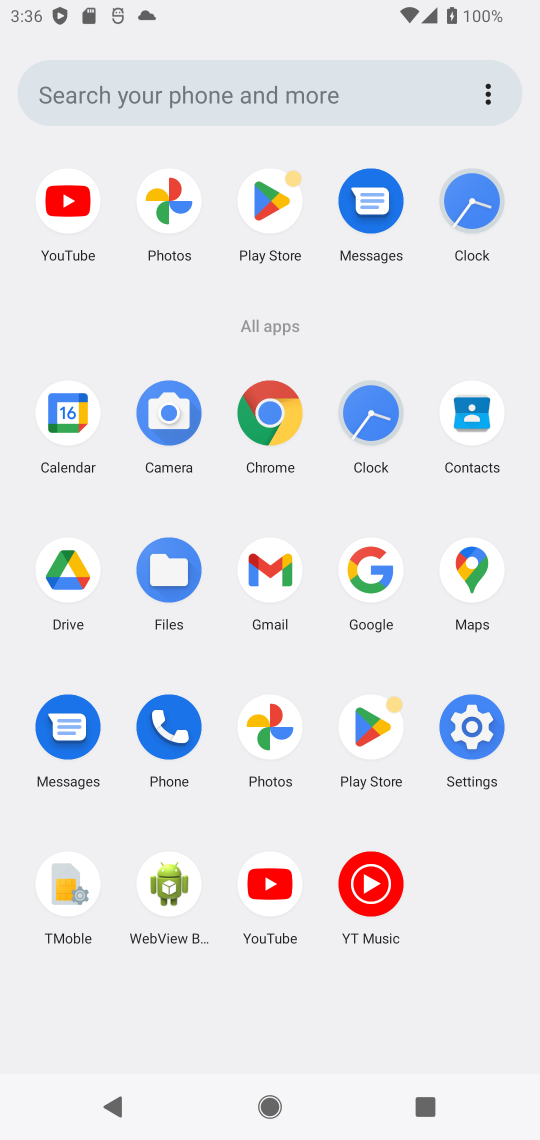 3:36
100%
Search your phone and more
YouTube Photos Play Store Messages Clock
All apps
16
Calendar Camera Chrome Clock Contacts
Drive Files Gmail Google Maps
Messages Phone Photos Play Store Settings
TMoble WebView B... YouTube YT Music